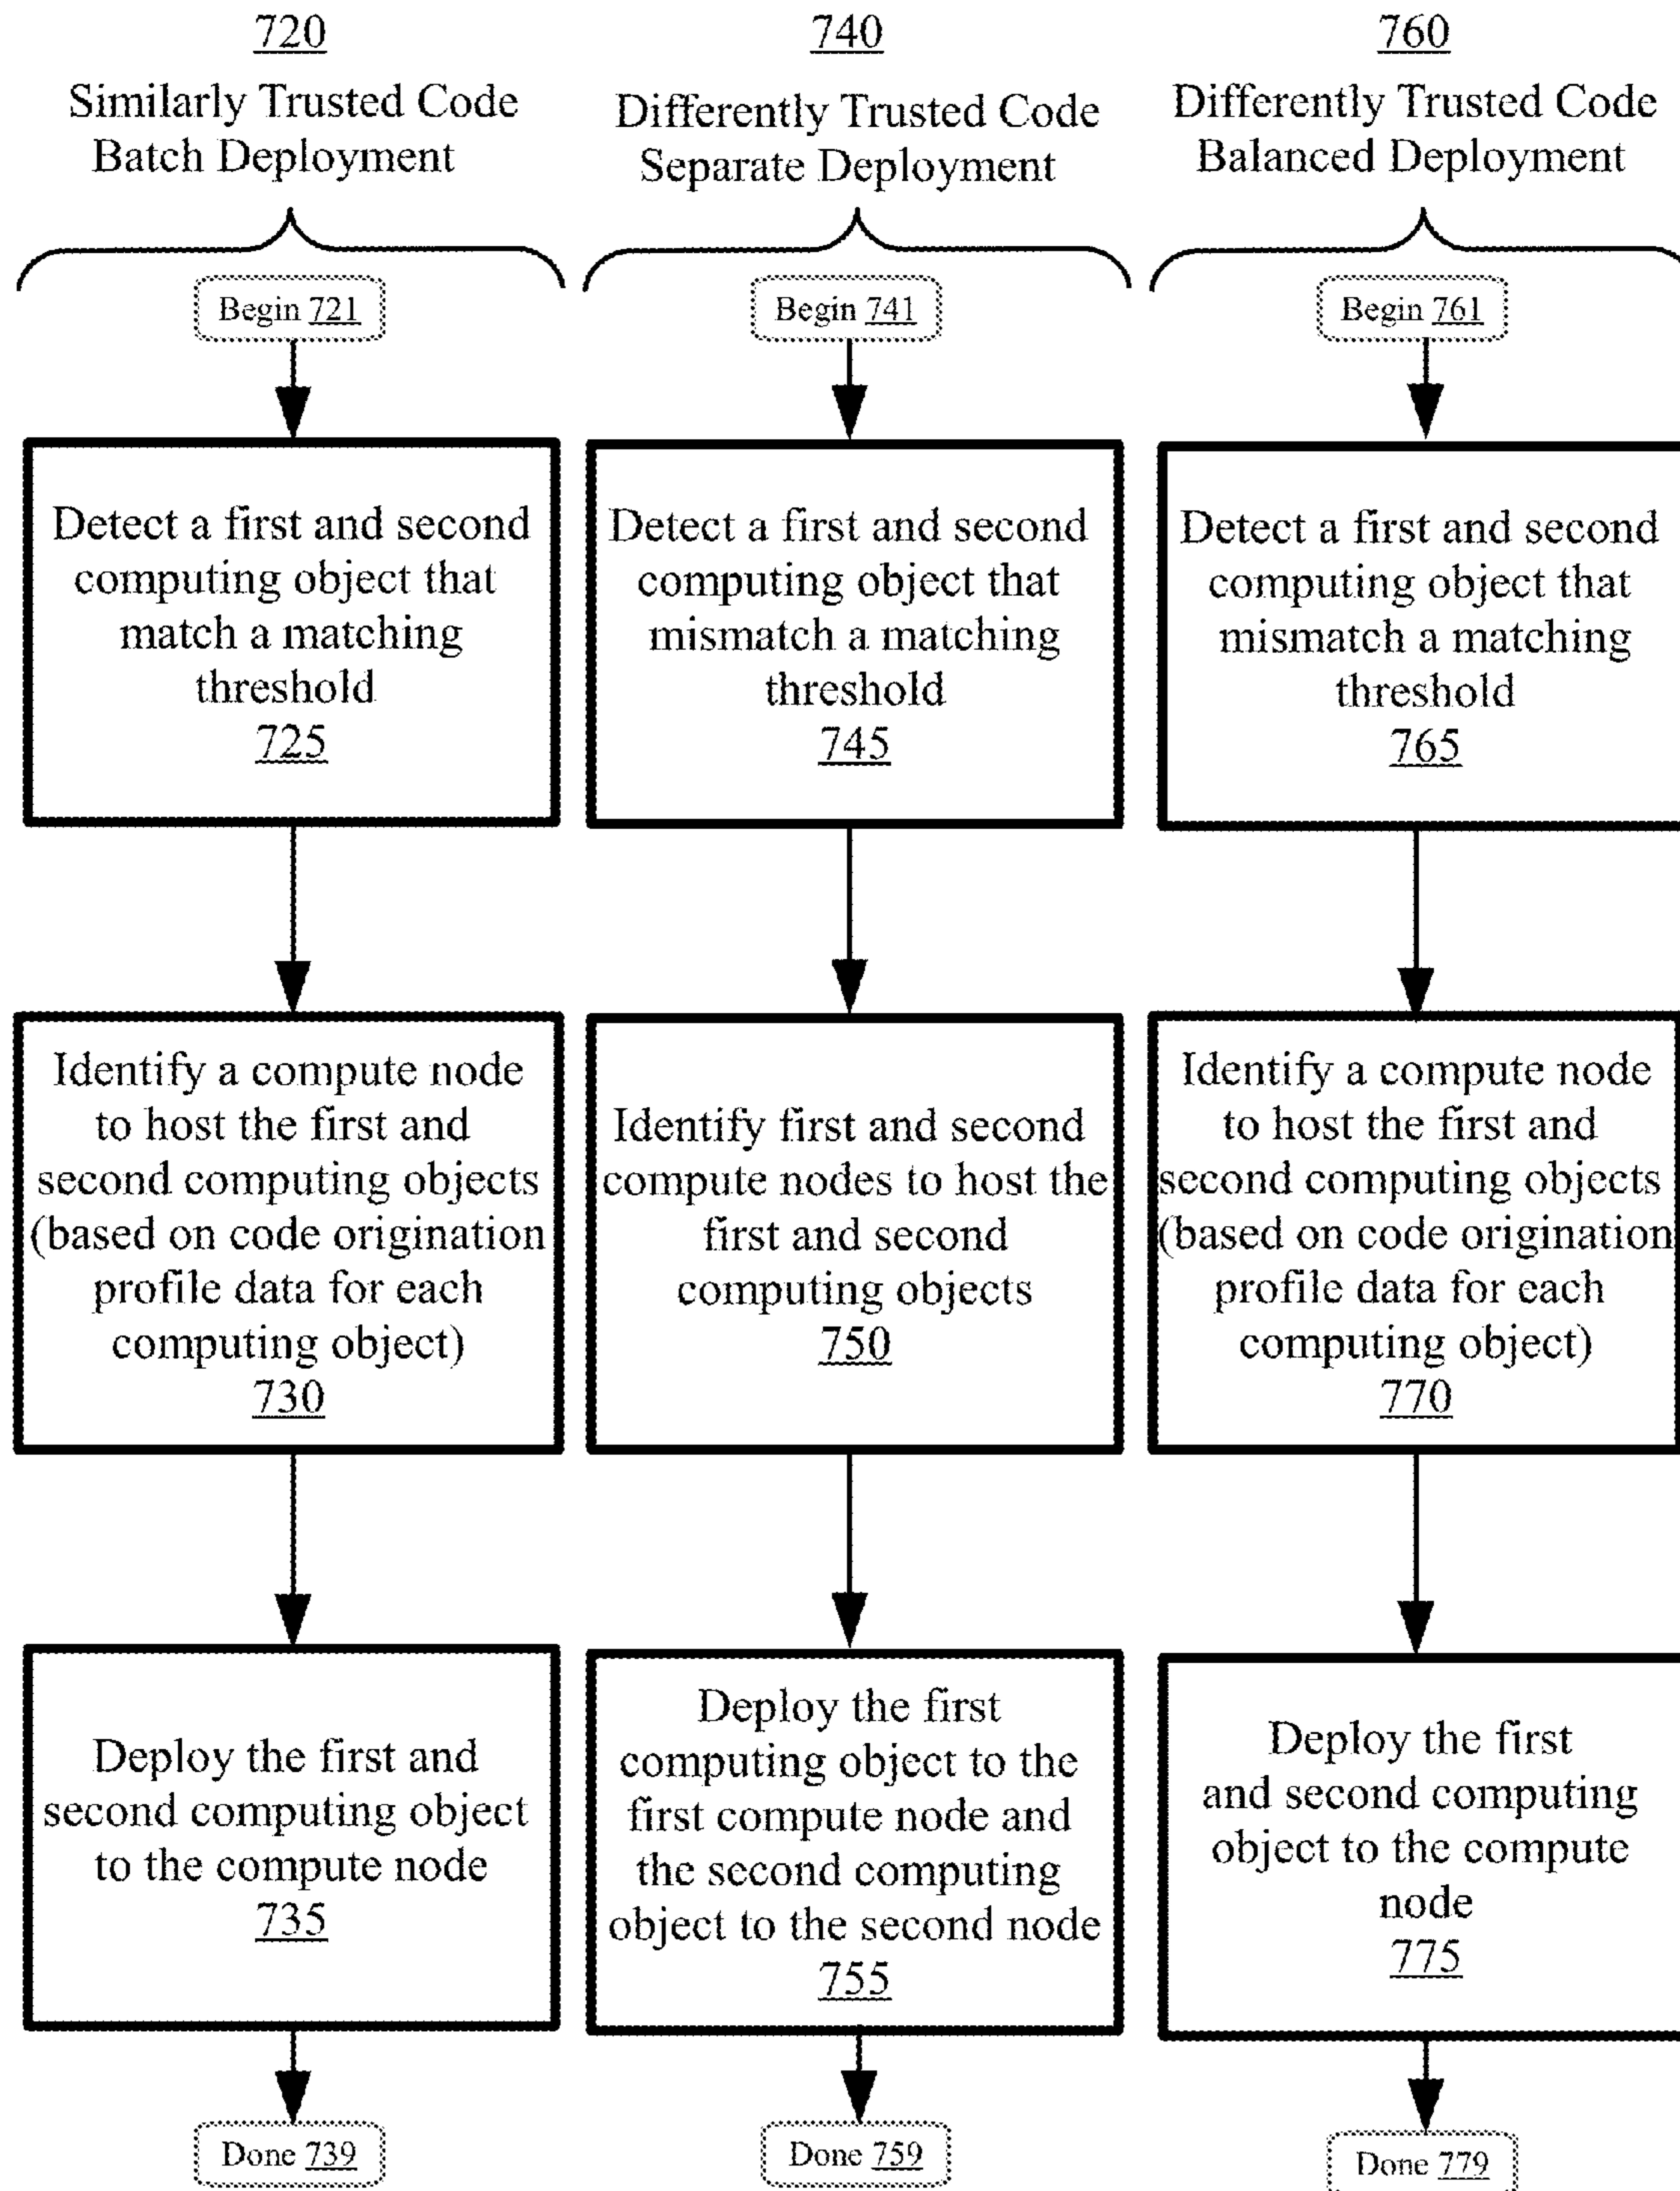 720
Similarly Trusted Code
Batch Deployment
Begin 721
Detect a first and second
computing object that
match a matching
threshold
725
Identify a compute node
to host the first and
second computing objects
(based on code origination
profile data for each
computing object)
730
Deploy the first and
second computing object
to the compute node
735
Done 739
740
Differently Trusted Code
Separate Deployment
Begin 741
Detect a first and second
computing object that
mismatch a matching
threshold
745
Identify first and second
compute nodes to host the
first and second
computing objects
750
Deploy the first
computing object to the
first compute node and
the second computing
object to the second node
755
Done 759
760
Differently Trusted Code
Balanced Deployment
Begin 761
Detect a first and second
computing object that
mismatch a matching
threshold
765
Identify a compute node
to host the first and
second computing objects
(based on code origination
profile data for each
computing object)
770
Deploy the first
and second computing
object to the compute
node
775
Done 779